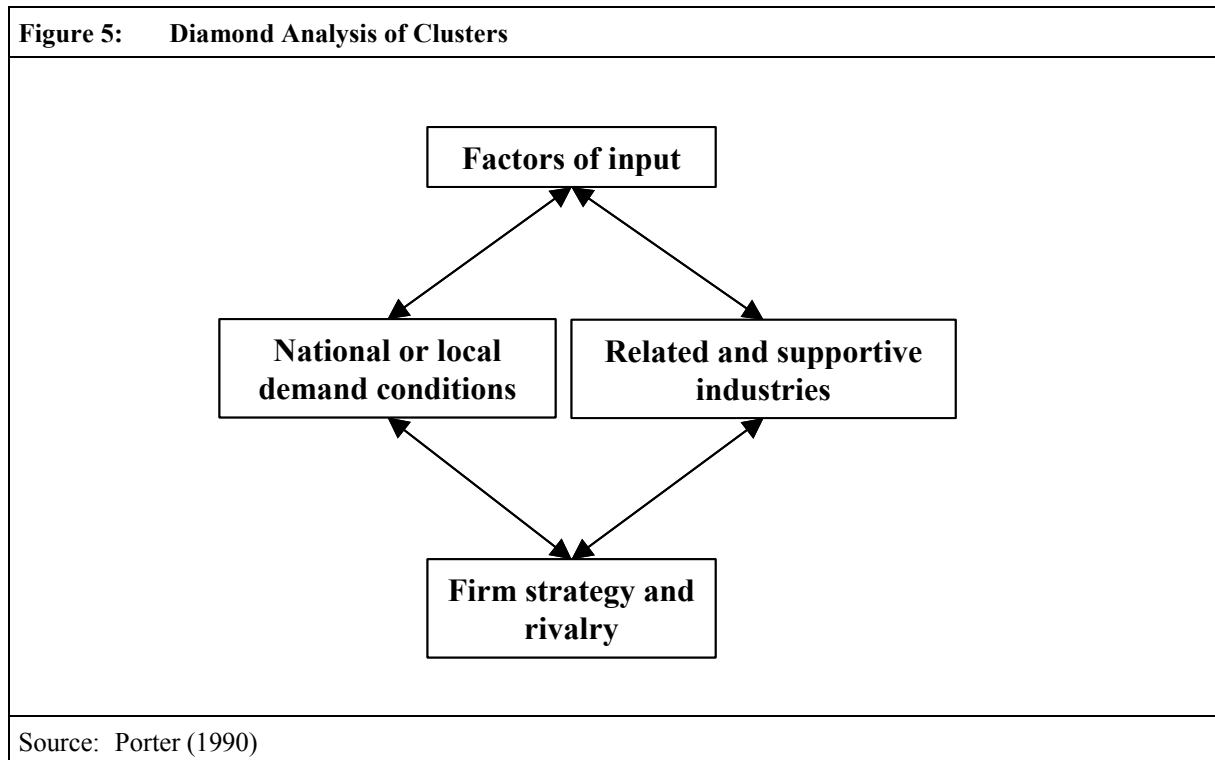 Figure 5: Diamond Analysis of Clusters
Factors of input
National or local
demand conditions
Related and supportive
industries
Firm strategy and
rivalry
Source: Porter (1990)